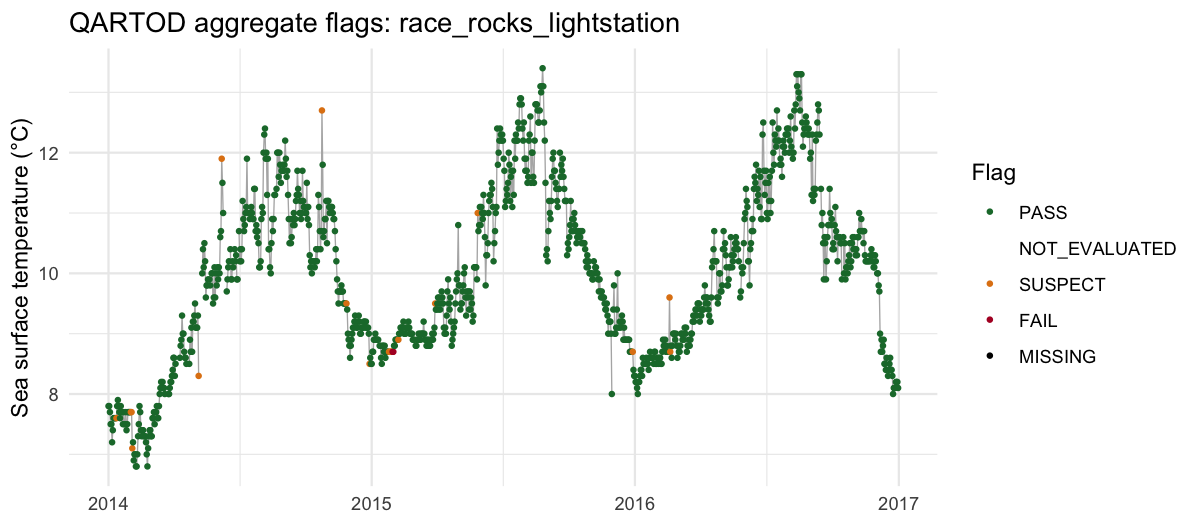 QARTOD aggregate flags: race_rocks_lightstation
Sea surface temperature (°C)
12
10
8
2014
2015
2016
2017
Flag
PASS
NOT_EVALUATED
SUSPECT
FAIL
MISSING